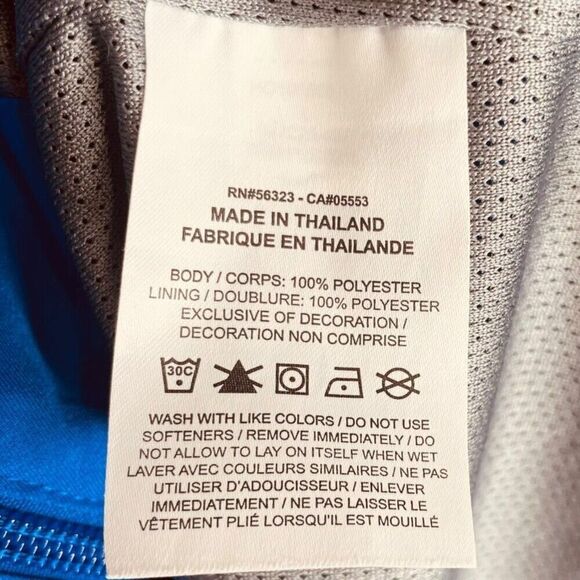 RN#56323 - CA#05553
MADE IN THAILAND
FABRIQUE EN THAILANDE
BODY / CORPS: 100% POLYESTER
LINING / DOUBLURE: 100% POLYESTER
EXCLUSIVE OF DECORATION /
DECORATION NON COMPRISE
30C
WASH WITH LIKE COLORS / DO NOT USE
SOFTENERS / REMOVE IMMEDIATELY / DO
NOT ALLOW TO LAY ON ITSELF WHEN WET
LAVER AVEC COULEURS SIMILAIRES / NE PAS
UTILISER D'ADOUCISSEUR / ENLEVER
IMMEDIATEMENT / NE PAS LAISSER LE
VÊTEMENT PLIÉ LORSQU'IL EST MOUILLÉ